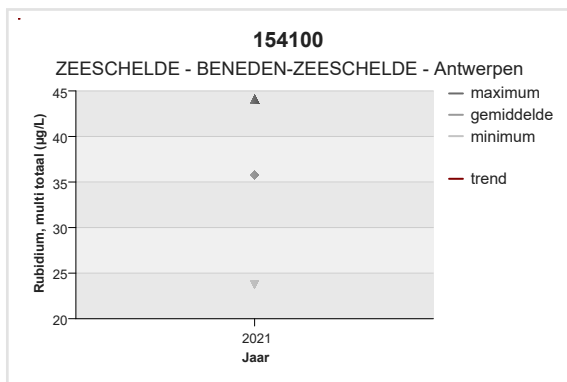 154100
ZEESCHELDE - BENEDEN-ZEESCHELDE - Antwerpen
maximum
gemiddelde
minimum
trend
Rubidium, multi totaal (µg/L)
45
40
35
30
25
20
2021
Jaar